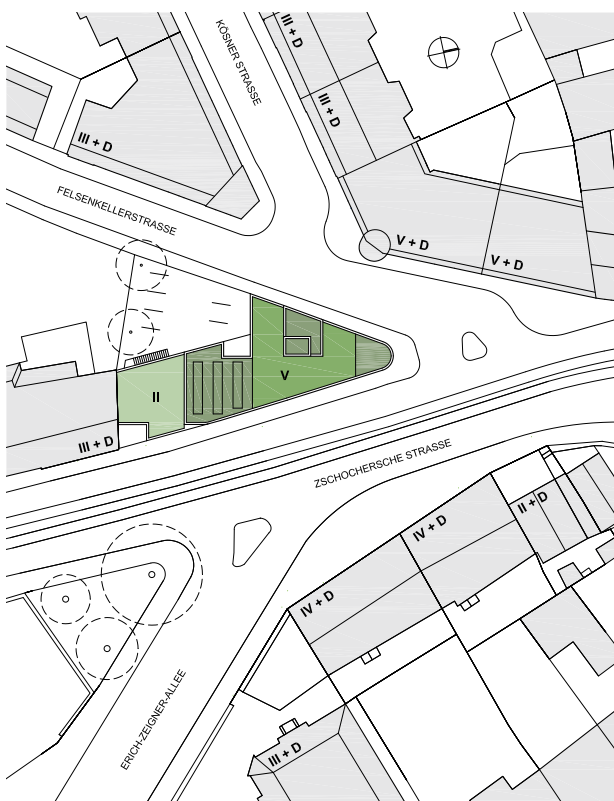 III + D
KÖSNER STRASSE
III + D
III + D
FELSENKELLERSTRASSE
V + D
V + D
II
V
III + D
ZSCHOCHERSCHE STRASSE
II + D
IV + D
IV + D
ERICH-ZEIGNER-ALLEE
III + D